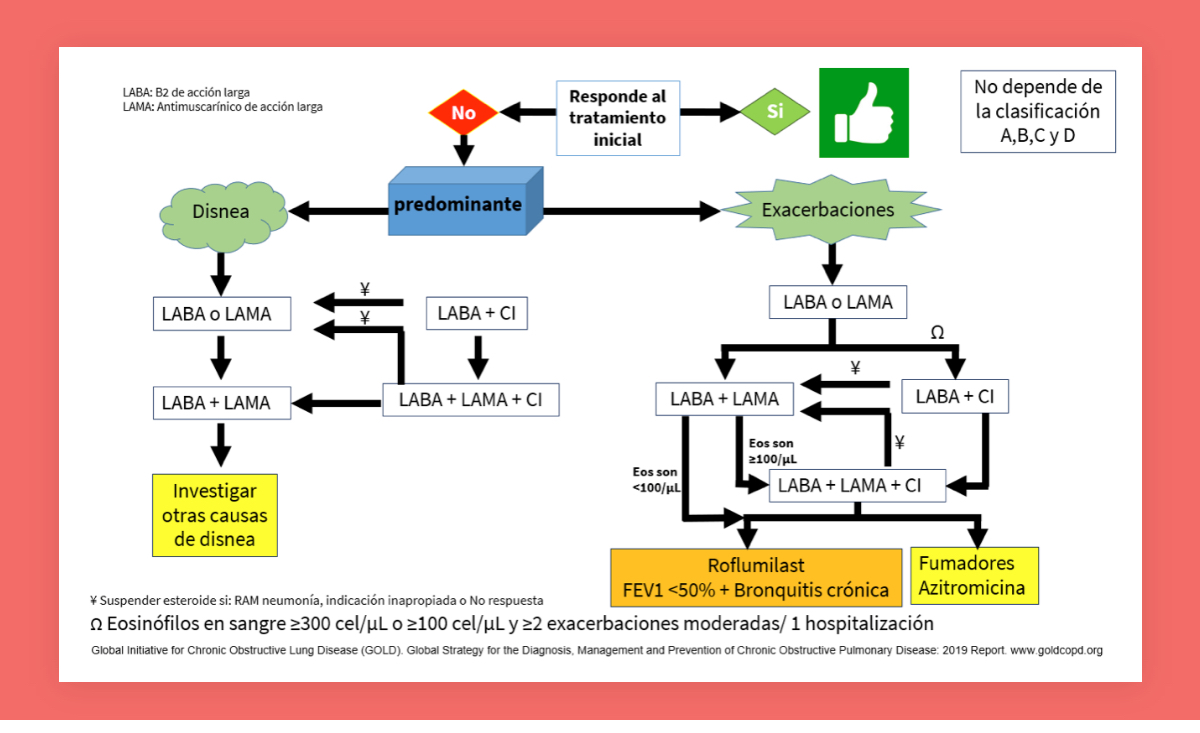 LABA: B2 de acción larga
LAMA: Antimuscarínico de acción larga
No
Responde al
tratamiento
inicial
Si
No depende de
la clasificación
A,B,C y D
Disnea
predominante
Exacerbaciones
LABA o LAMA
¥
¥
LABA + CI
LABA o LAMA
Ω
LABA + LAMA
LABA + LAMA + CI
LABA + LAMA
¥
LABA + CI
Eos son
≥100/µL
¥
Eos son
<100/µL
LABA + LAMA + CI
Investigar
otras causas
de disnea
Roflumilast
FEV1 <50% + Bronquitis crónica
Fumadores
Azitromicina
¥ Suspender esteroide si: RAM neumonía, indicación inapropiada o No respuesta
Ω Eosinófilos en sangre ≥300 cel/µL o ≥100 cel/µL y ≥2 exacerbaciones moderadas/ 1 hospitalización
Global Initiative for Chronic Obstructive Lung Disease (GOLD). Global Strategy for the Diagnosis, Management and Prevention of Chronic Obstructive Pulmonary Disease: 2019 Report. www.goldcopd.org